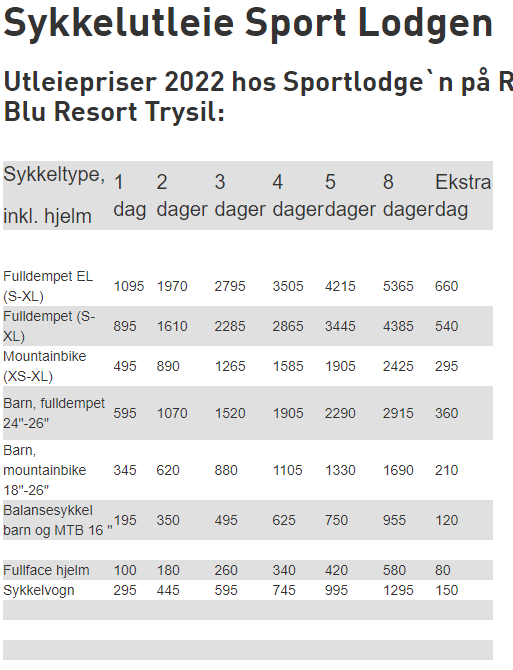 Sykkelutleie Sport Lodgen
Utleiepriser 2022 hos Sportlodge`n på R
Blu Resort Trysil:
Sykkeltype, inkl. hjelm 1 dag 2 dager 3 dager 4 dager 5 dager 8 dager Ekstra dag
Fulldempet EL (S-XL) 1095 1970 2795 3505 4215 5365 660
Fulldempet (S-XL) 895 1610 2285 2865 3445 4385 540
Mountainbike (XS-XL) 495 890 1265 1585 1905 2425 295
Barn, fulldempet 24"-26" 595 1070 1520 1905 2290 2915 360
Barn, mountainbike 18"-26" 345 620 880 1105 1330 1690 210
Balansesykkel barn og MTB 16 " 195 350 495 625 750 955 120
Fullface hjelm 100 180 260 340 420 580 80
Sykkelvogn 295 445 595 745 995 1295 150